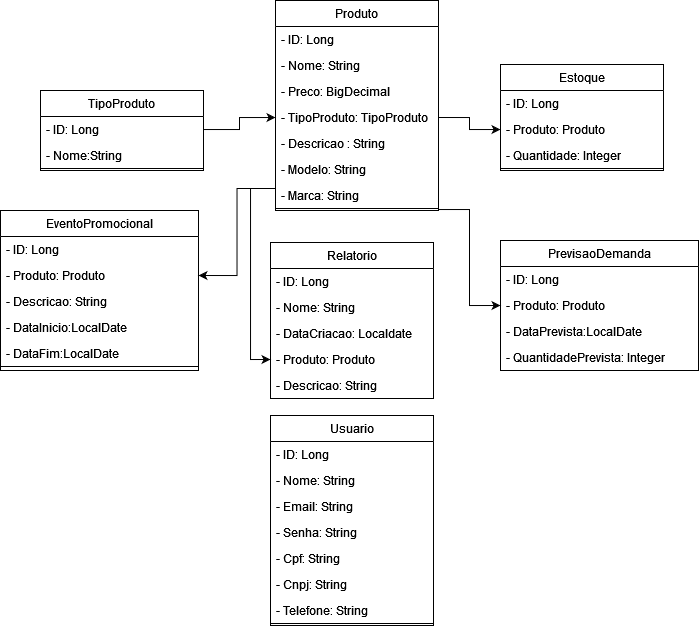 Produto
- ID: Long
- Nome: String
- Preco: BigDecimal
- TipoProduto: TipoProduto
- Descricao : String
- Modelo: String
- Marca: String
TipoProduto
- ID: Long
- Nome:String
Estoque
- ID: Long
- Produto: Produto
- Quantidade: Integer
EventoPromocional
- ID: Long
- Produto: Produto
- Descricao: String
- DataInicio:LocalDate
- DataFim:LocalDate
Relatorio
- ID: Long
- Nome: String
- DataCriacao: Localdate
- Produto: Produto
- Descricao: String
PrevisaoDemanda
- ID: Long
- Produto: Produto
- DataPrevista:LocalDate
- QuantidadePrevista: Integer
Usuario
- ID: Long
- Nome: String
- Email: String
- Senha: String
- Cpf: String
- Cnpj: String
- Telefone: String